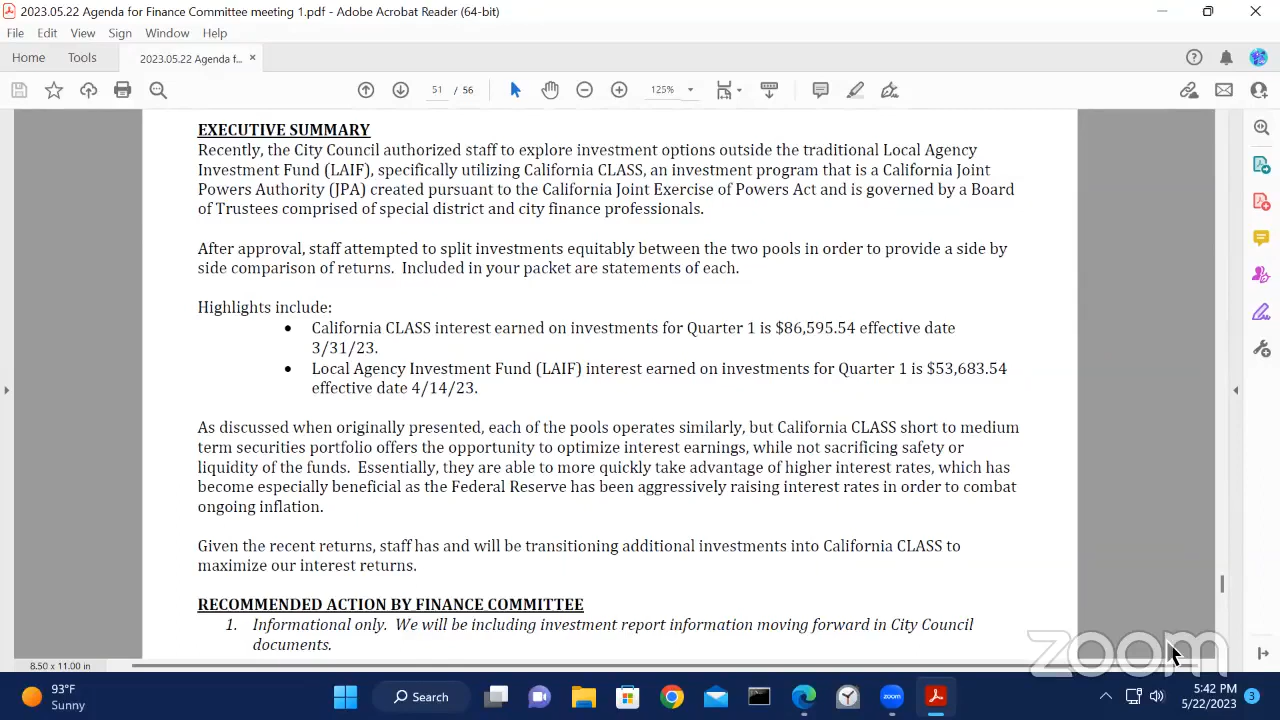 2023.05.22 Agenda for Finance Committee meeting 1.pdf - Adobe Acrobat Reader (64-bit)
File Edit View Sign Window Help
Home Tools 2023.05.22 Agenda f... ×
51 / 56 125%
EXECUTIVE SUMMARY
Recently, the City Council authorized staff to explore investment options outside the traditional Local Agency
Investment Fund (LAIF), specifically utilizing California CLASS, an investment program that is a California Joint
Powers Authority (JPA) created pursuant to the California Joint Exercise of Powers Act and is governed by a Board
of Trustees comprised of special district and city finance professionals.
After approval, staff attempted to split investments equitably between the two pools in order to provide a side by
side comparison of returns. Included in your packet are statements of each.
Highlights include:
• California CLASS interest earned on investments for Quarter 1 is $86,595.54 effective date
3/31/23.
• Local Agency Investment Fund (LAIF) interest earned on investments for Quarter 1 is $53,683.54
effective date 4/14/23.
As discussed when originally presented, each of the pools operates similarly, but California CLASS short to medium
term securities portfolio offers the opportunity to optimize interest earnings, while not sacrificing safety or
liquidity of the funds. Essentially, they are able to more quickly take advantage of higher interest rates, which has
become especially beneficial as the Federal Reserve has been aggressively raising interest rates in order to combat
ongoing inflation.
Given the recent returns, staff has and will be transitioning additional investments into California CLASS to
maximize our interest returns.
RECOMMENDED ACTION BY FINANCE COMMITTEE
1. Informational only. We will be including investment report information moving forward in City Council
documents.
zoom
8.50 x 11.00 in
93°F
Sunny
Search
zoom
5:42 PM
5/22/2023
3